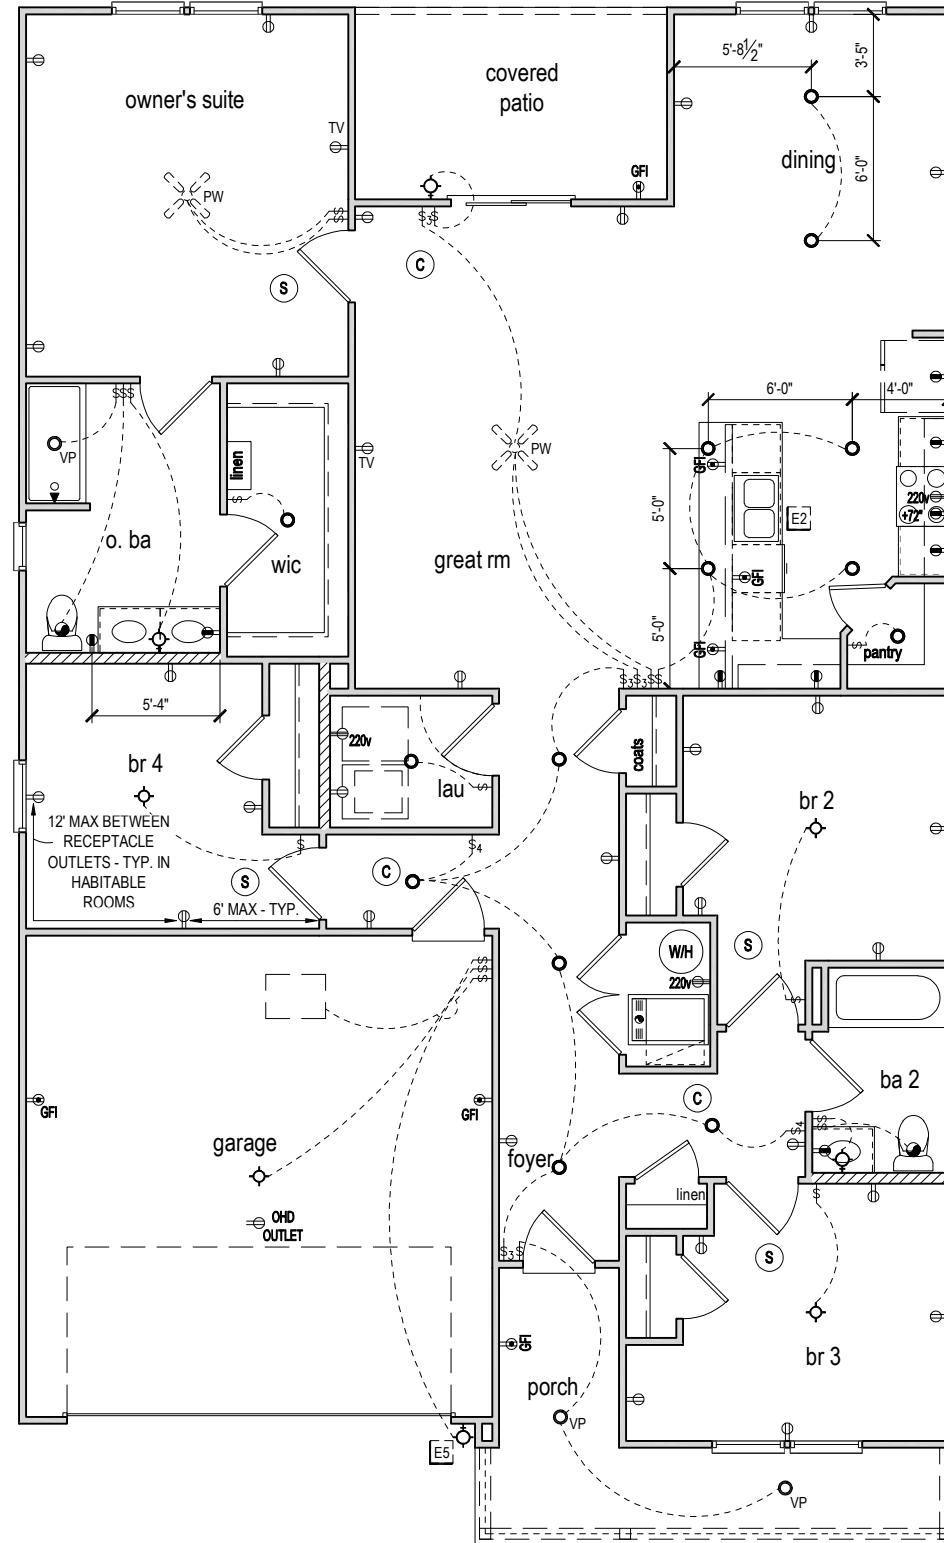 5'-8½"
3'-5"
owner's suite
covered
patio
TV
dining
6'-0"
GFI
PW
$$
$3$
C
S
6'-0"
4'-0"
$$$
VP
TV
linen
PW
GFI
5'-0"
220v
+72"
E2
$
o. ba
wic
great rm
GFI
5'-0"
GFI
$
pantry
$3$3$$
5'-4"
220v
coats
br 4
lau
$
br 2
12' MAX BETWEEN
RECEPTACLE
OUTLETS - TYP. IN
HABITABLE
ROOMS
$
$4
S
C
6' MAX - TYP.
S
W/H
220v
$
$
$
$
C
ba 2
GFI
GFI
garage
foyer
$4
$
$
linen
$
OHD
OUTLET
$3$
S
GFI
br 3
porch
VP
E5
VP